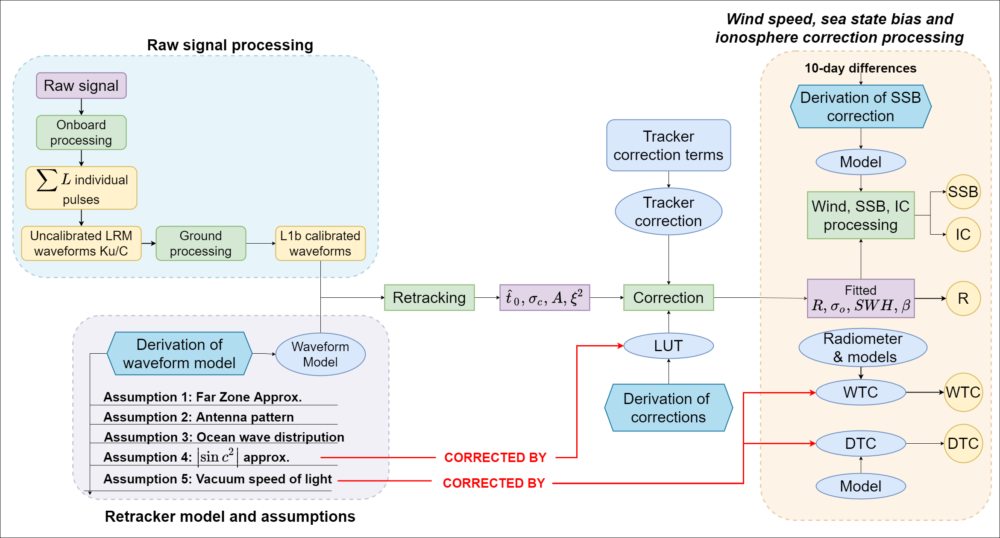 Raw signal processing
Raw signal
Onboard
processing
∑ L individual
pulses
Uncalibrated LRM
waveforms Ku/C
Ground
processing
L1b calibrated
waveforms
Derivation of
waveform model
Waveform
Model
Assumption 1: Far Zone Approx.
Assumption 2: Antenna pattern
Assumption 3: Ocean wave distripution
Assumption 4: |sin c²| approx.
Assumption 5: Vacuum speed of light
Retracker model and assumptions
CORRECTED BY
CORRECTED BY
Retracking
t̂₀, σ_c, A, ξ²
Tracker
correction terms
Tracker
correction
Correction
LUT
Derivation of
corrections
Wind speed, sea state bias and
ionosphere correction processing
10-day differences
Derivation of SSB
correction
Model
Wind, SSB, IC
processing
SSB
IC
Fitted
R, σ_o, SWH, β
R
Radiometer
& models
WTC
WTC
DTC
DTC
Model